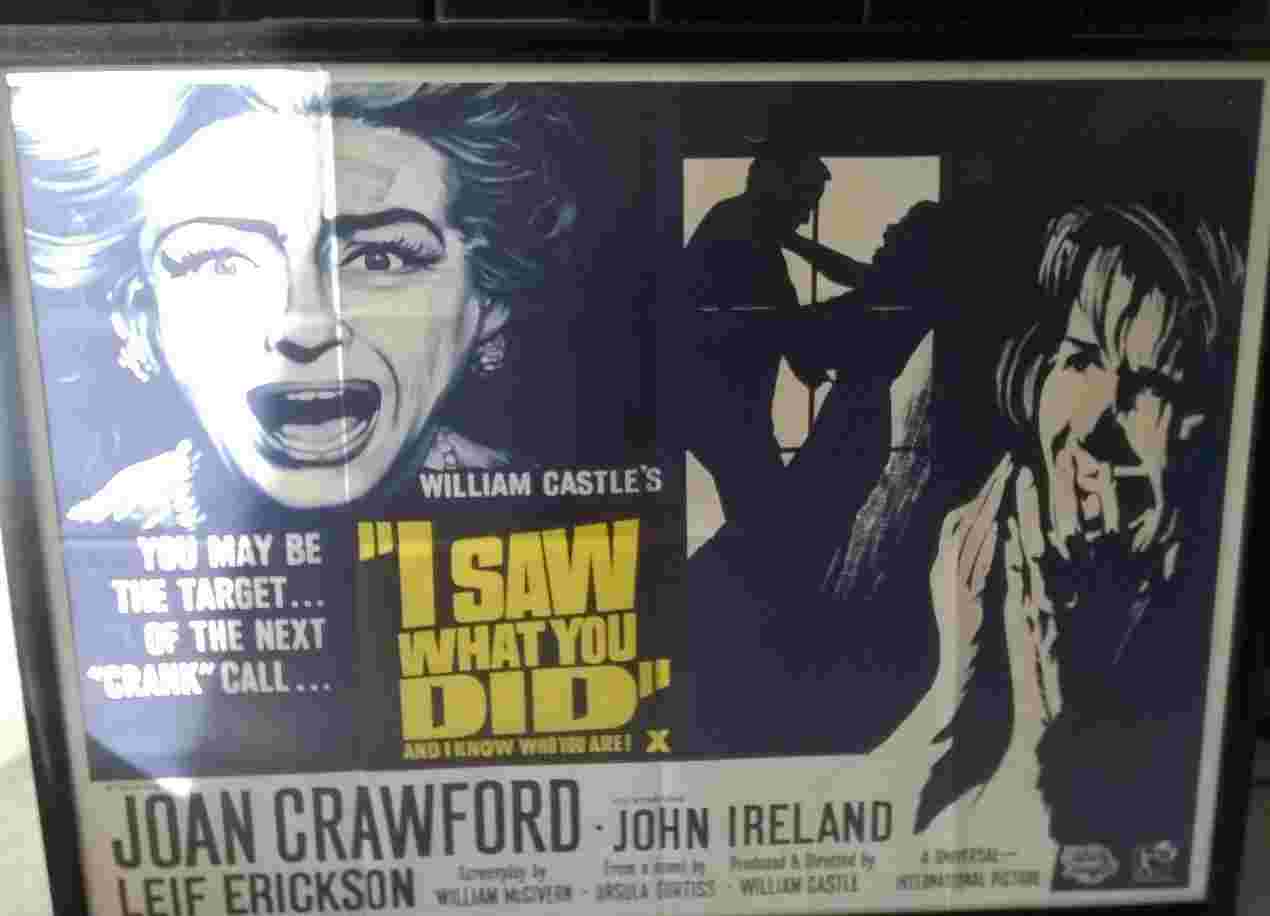 WILLIAM CASTLE'S
YOU MAY BE
THE TARGET...
OF THE NEXT
"CRANK" CALL...
"I SAW
WHAT YOU
DID"
AND I KNOW WHO YOU ARE! X
JOAN CRAWFORD · JOHN IRELAND
LEIF ERICKSON
Screenplay by
WILLIAM McGIVERN ·
From a novel by
URSULA CURTISS ·
Produced & Directed by
WILLIAM CASTLE
A UNIVERSAL—
INTERNATIONAL PICTURE